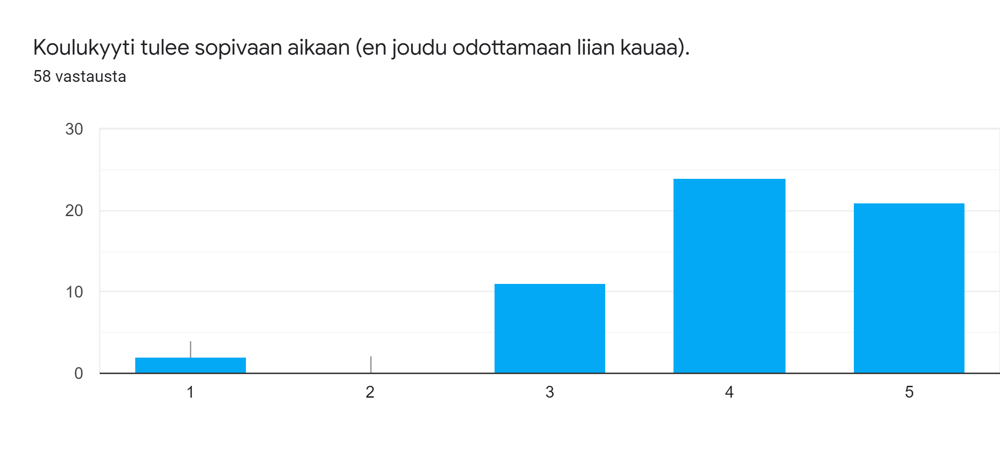 Koulukyyti tulee sopivaan aikaan (en joudu odottamaan liian kauaa).
58 vastausta
30
20
10
0
1 2 3 4 5